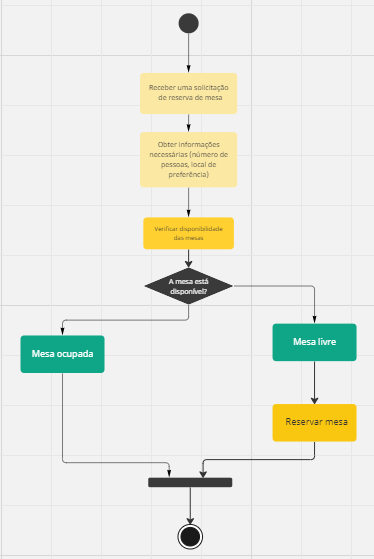 Receber uma solicitação
de reserva de mesa
Obter informações
necessárias (número de
pessoas, local de
preferência)
Verificar disponibilidade
das mesas
A mesa está
disponível?
Mesa ocupada
Mesa livre
Reservar mesa